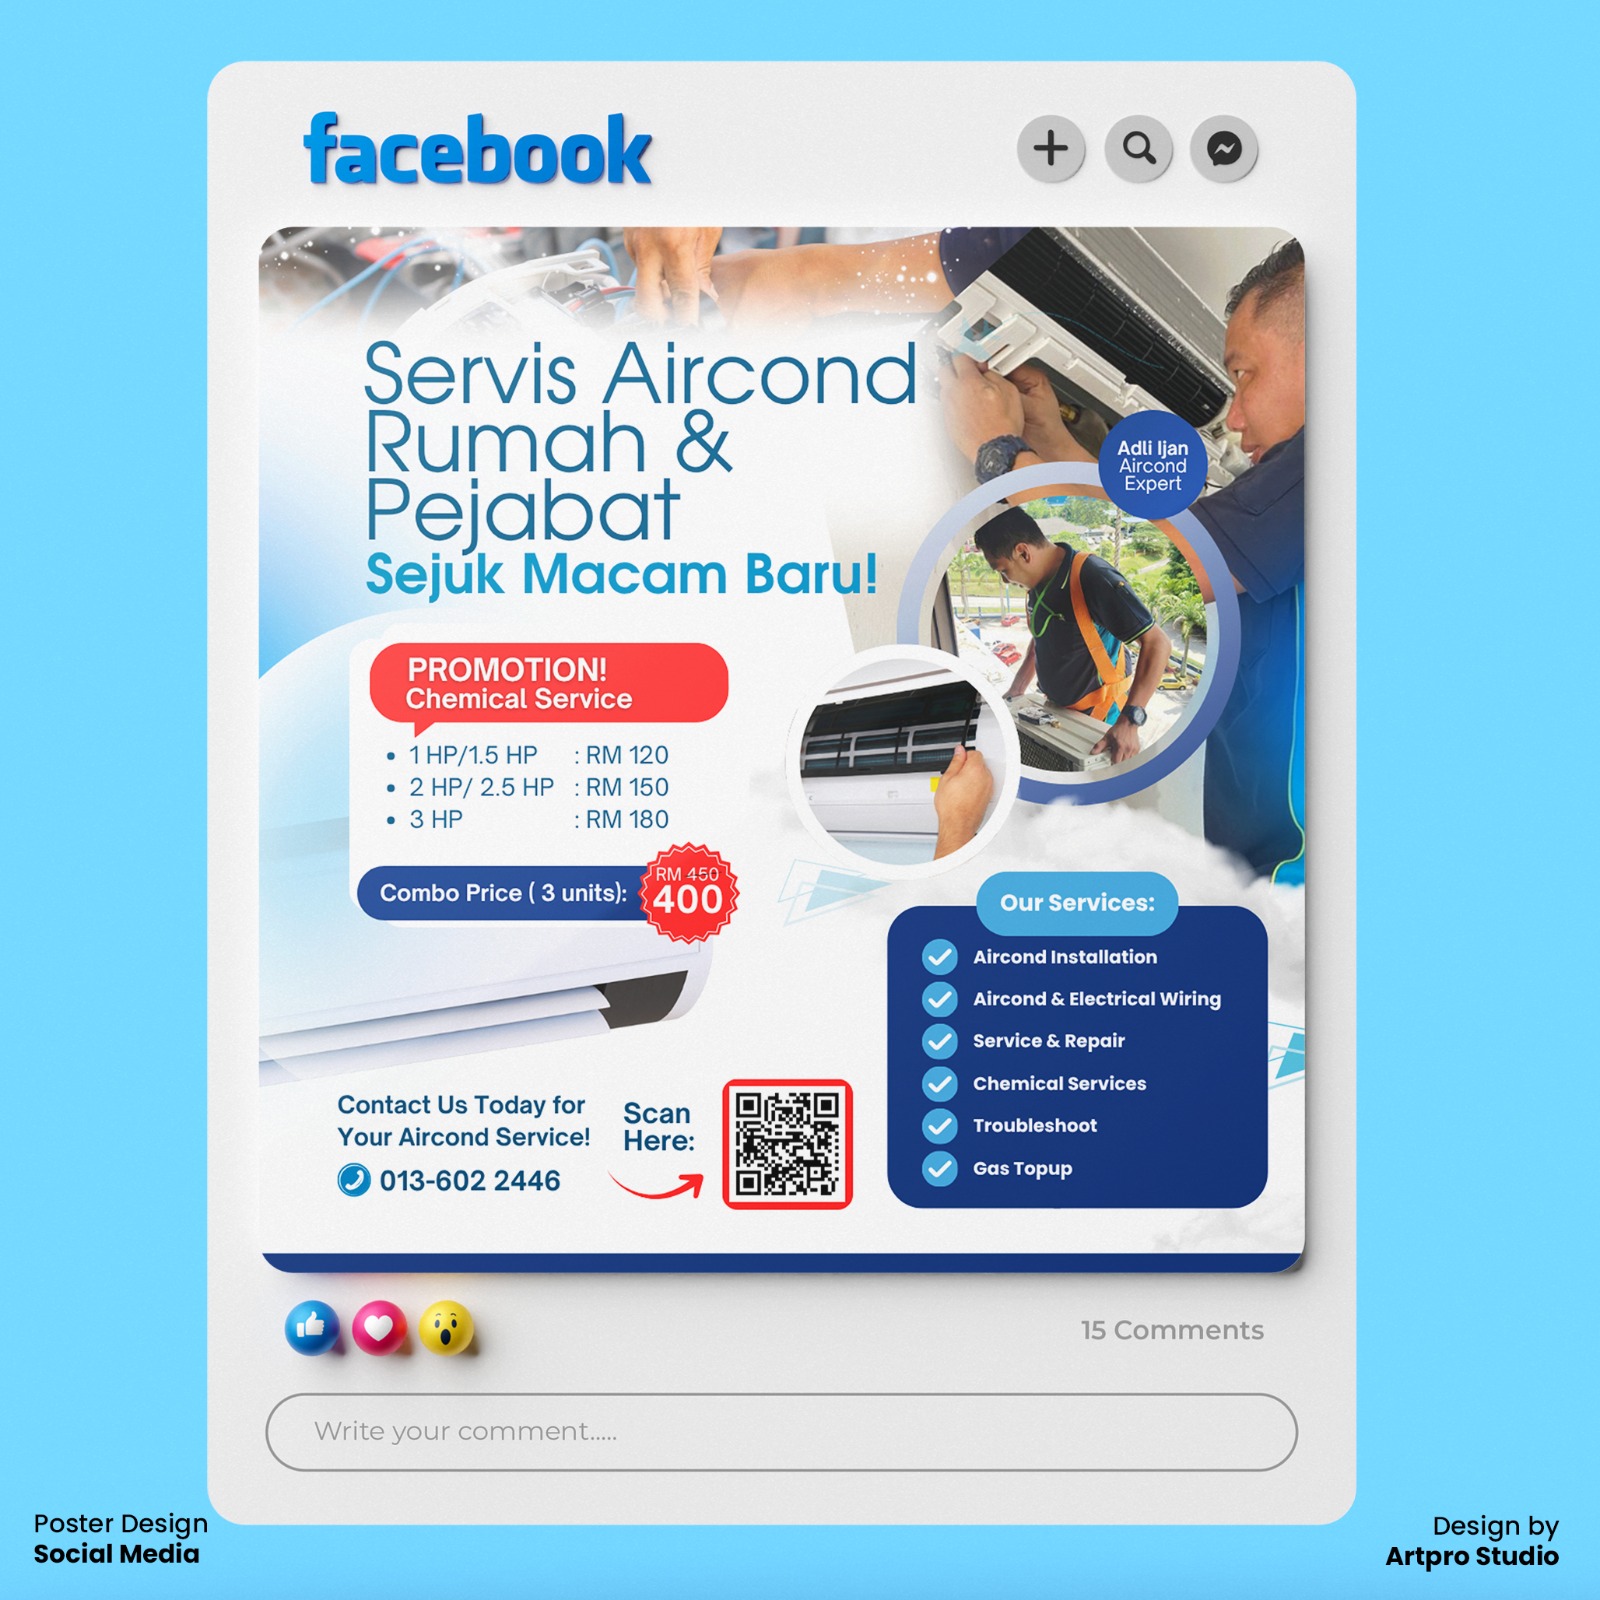 facebook
Servis Aircond
Rumah &
Pejabat
Sejuk Macam Baru!
Adli Ijan
Aircond
Expert
PROMOTION!
Chemical Service
• 1 HP/1.5 HP : RM 120
• 2 HP/ 2.5 HP : RM 150
• 3 HP : RM 180
Combo Price ( 3 units):
RM 450
400
Our Services:
Aircond Installation
Aircond & Electrical Wiring
Service & Repair
Chemical Services
Troubleshoot
Gas Topup
Contact Us Today for
Your Aircond Service!
013-602 2446
Scan
Here:
15 Comments
Write your comment.....
Poster Design
Social Media
Design by
Artpro Studio